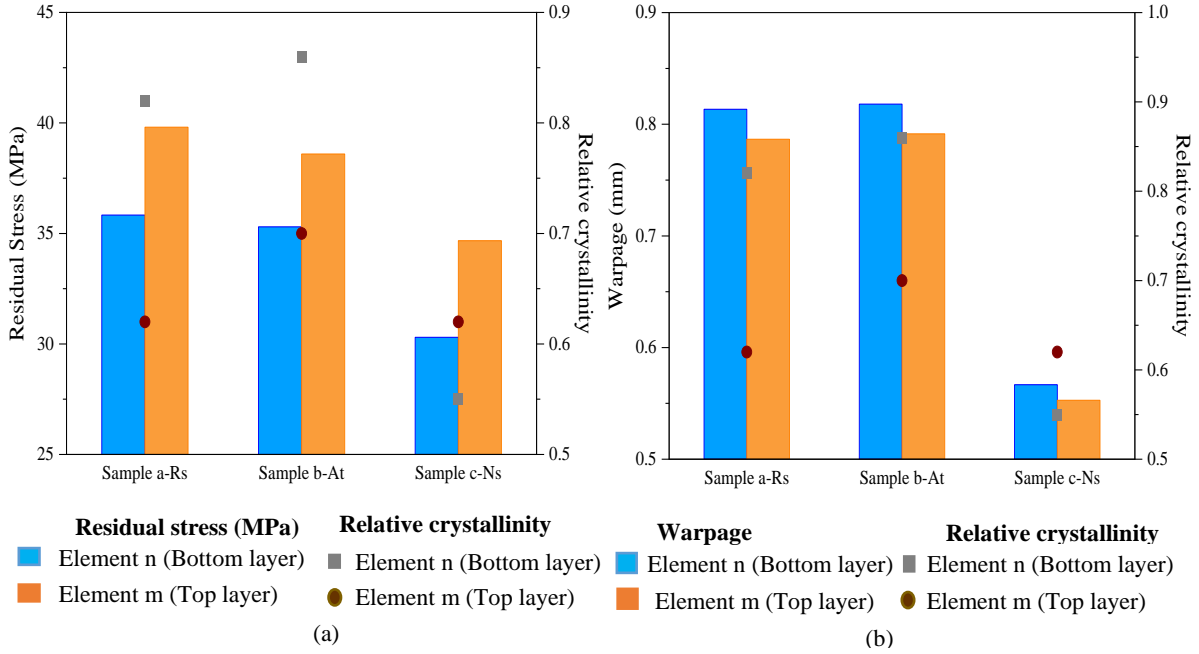 45
40
35
30
25
Residual Stress (MPa)
0.9
0.8
0.7
0.6
0.5
Relative crystallinity
Sample a-Rs
Sample b-At
Sample c-Ns
Residual stress (MPa)
Relative crystallinity
Element n (Bottom layer)
Element n (Bottom layer)
Element m (Top layer)
Element m (Top layer)
(a)
0.9
0.8
0.7
0.6
0.5
Warpage (mm)
1.0
0.9
0.8
0.7
0.6
0.5
Relative crystallinity
Sample a-Rs
Sample b-At
Sample c-Ns
Warpage
Relative crystallinity
Element n (Bottom layer)
Element n (Bottom layer)
Element m (Top layer)
Element m (Top layer)
(b)